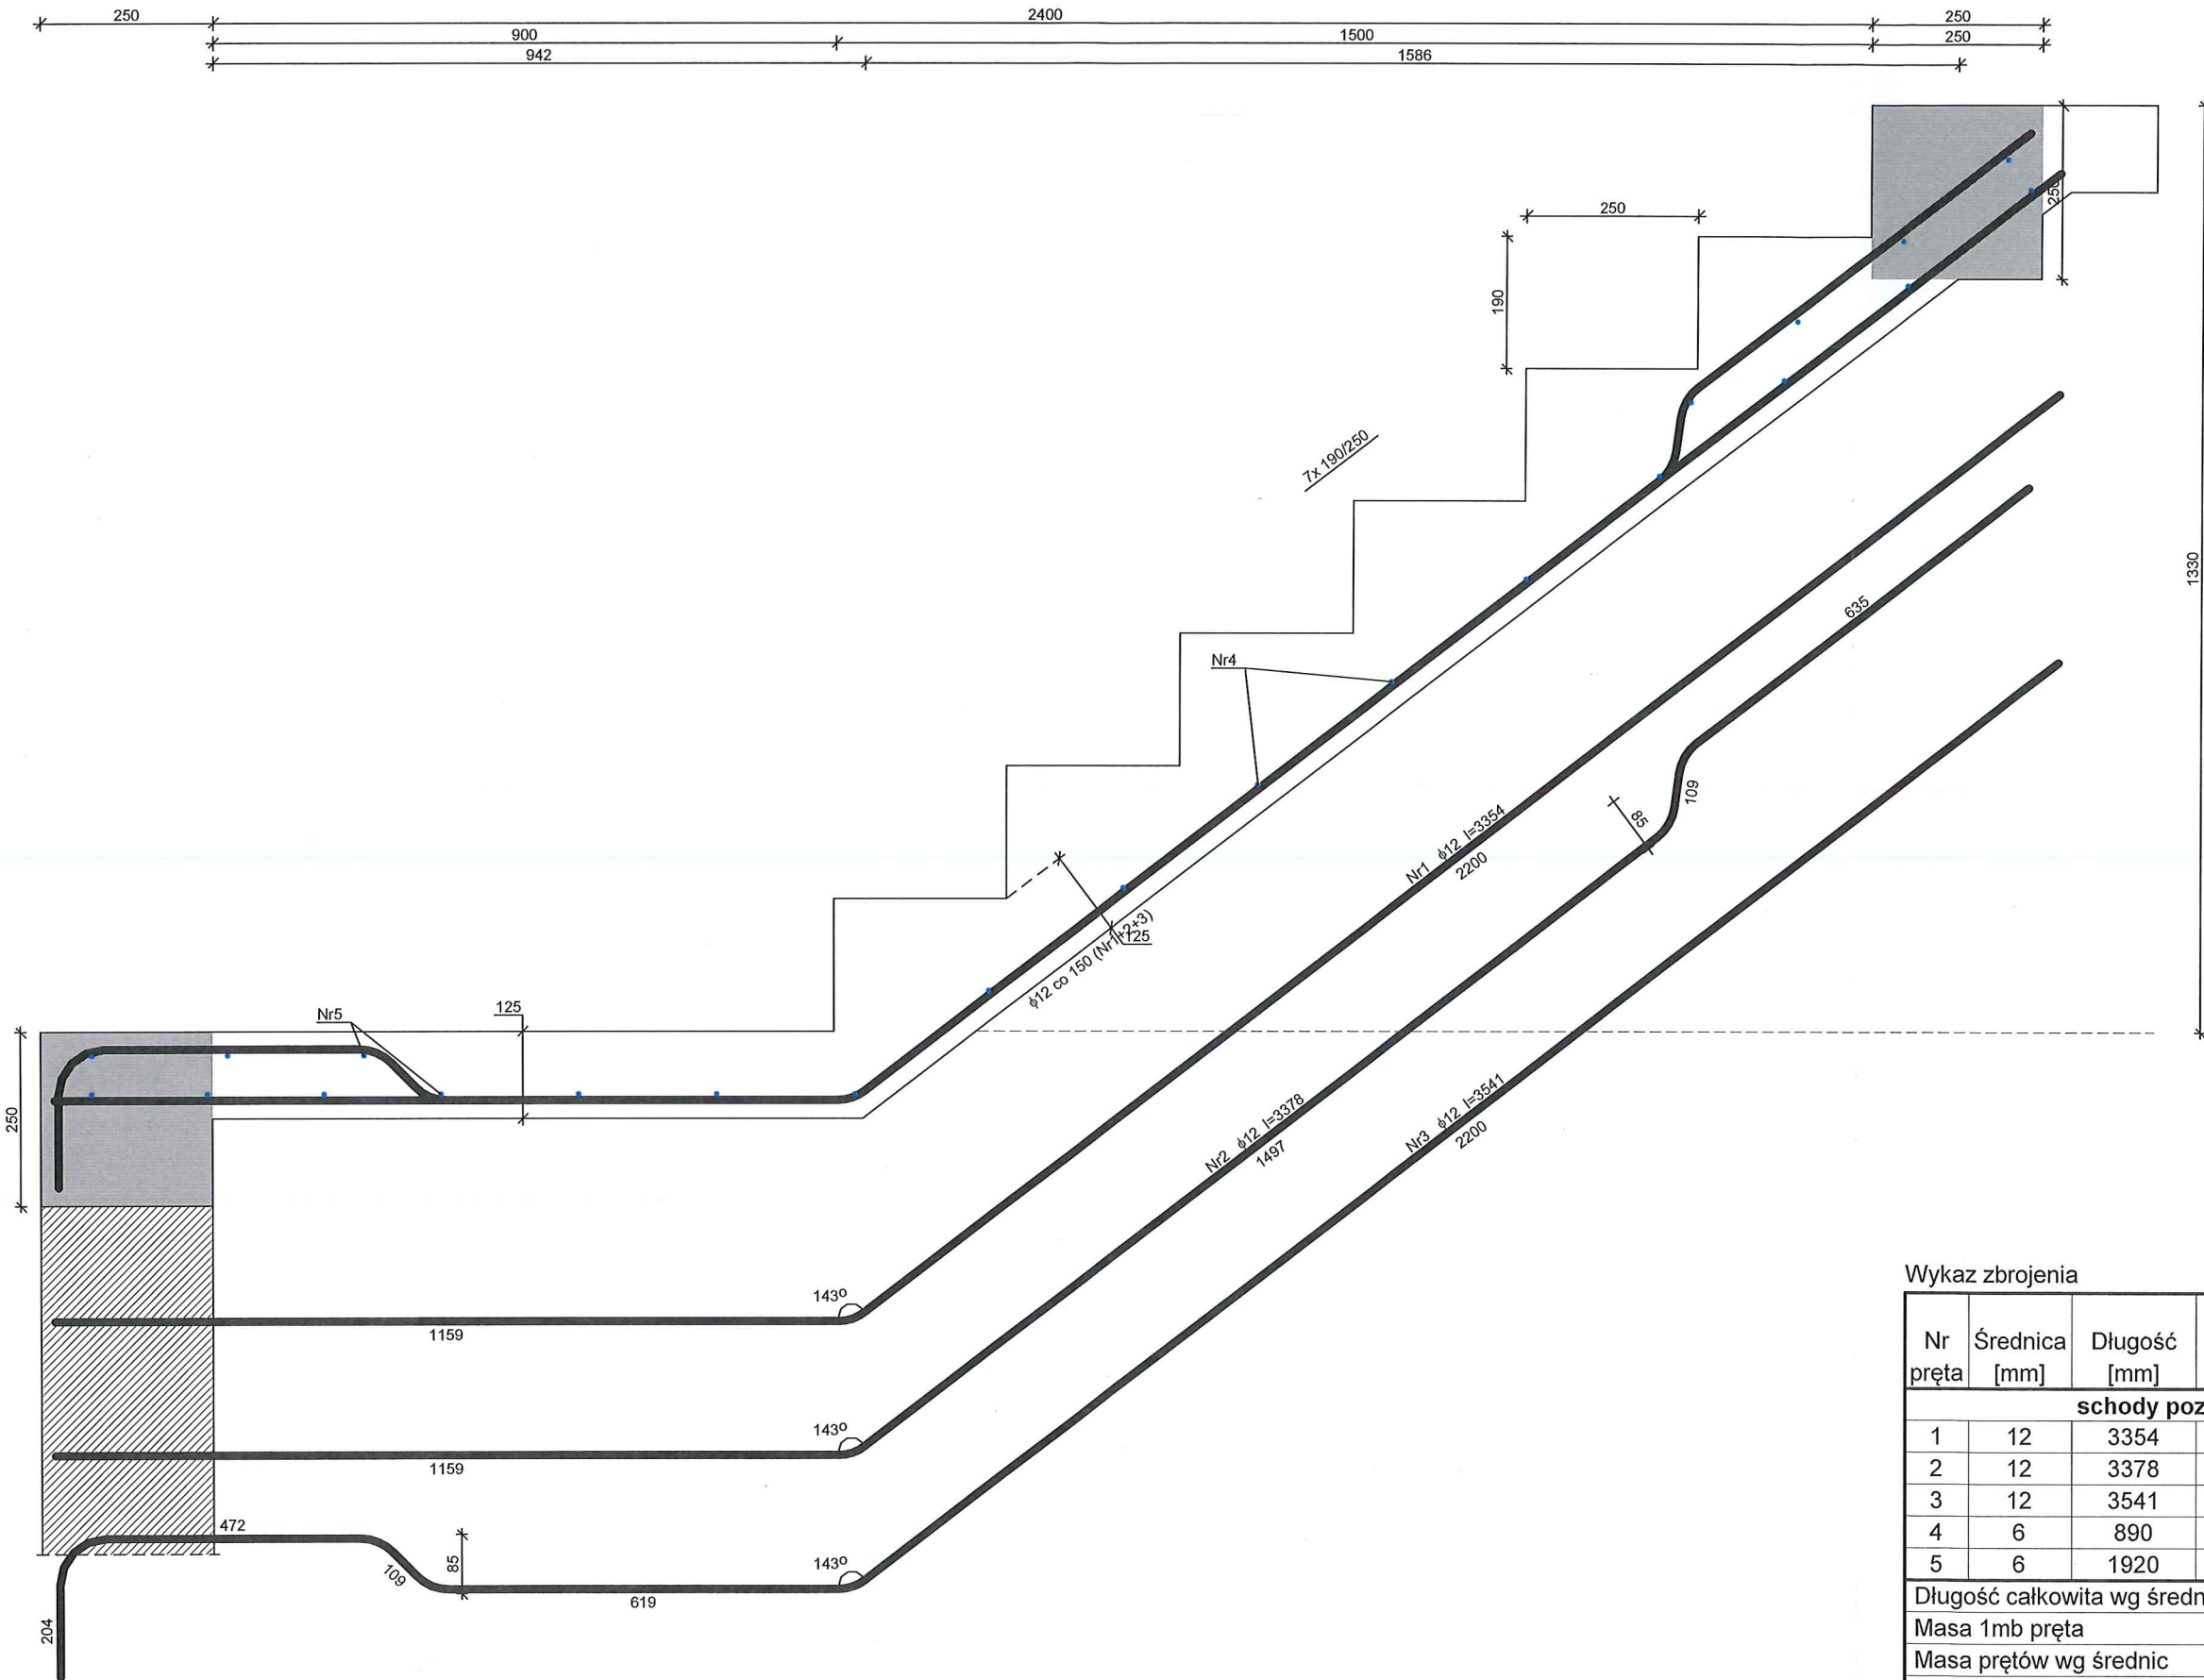 250 2400 250
900 1500 250
942 1586
250
250
190
1330
7x 190/250
635
Nr4
109
85
Nr1 ϕ12 l=3354
2200
125
ϕ12 co 150 (Nr1+2+3)
Nr5
125
250
Nr2 ϕ12 l=3378
1497
Nr3 ϕ12 l=3541
2200
143º
1159
143º
1159
472
109
85
143º
619
204
Wykaz zbrojenia
Nr pręta Średnica [mm] Długość [mm]
schody poz
1 12 3354
2 12 3378
3 12 3541
4 6 890
5 6 1920
Długość całkowita wg średn
Masa 1mb pręta
Masa prętów wg średnic